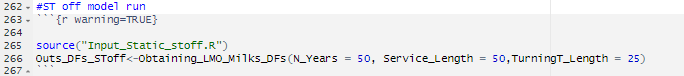 262 #ST off model run
263 ```{r warning=TRUE}
264
265 source("Input_Static_stoff.R")
266 Outs_DFs_SToff<-Obtaining_LMO_Milks_DFs(N_Years = 50, Service_Length = 50,TurningT_Length = 25)
267 ```